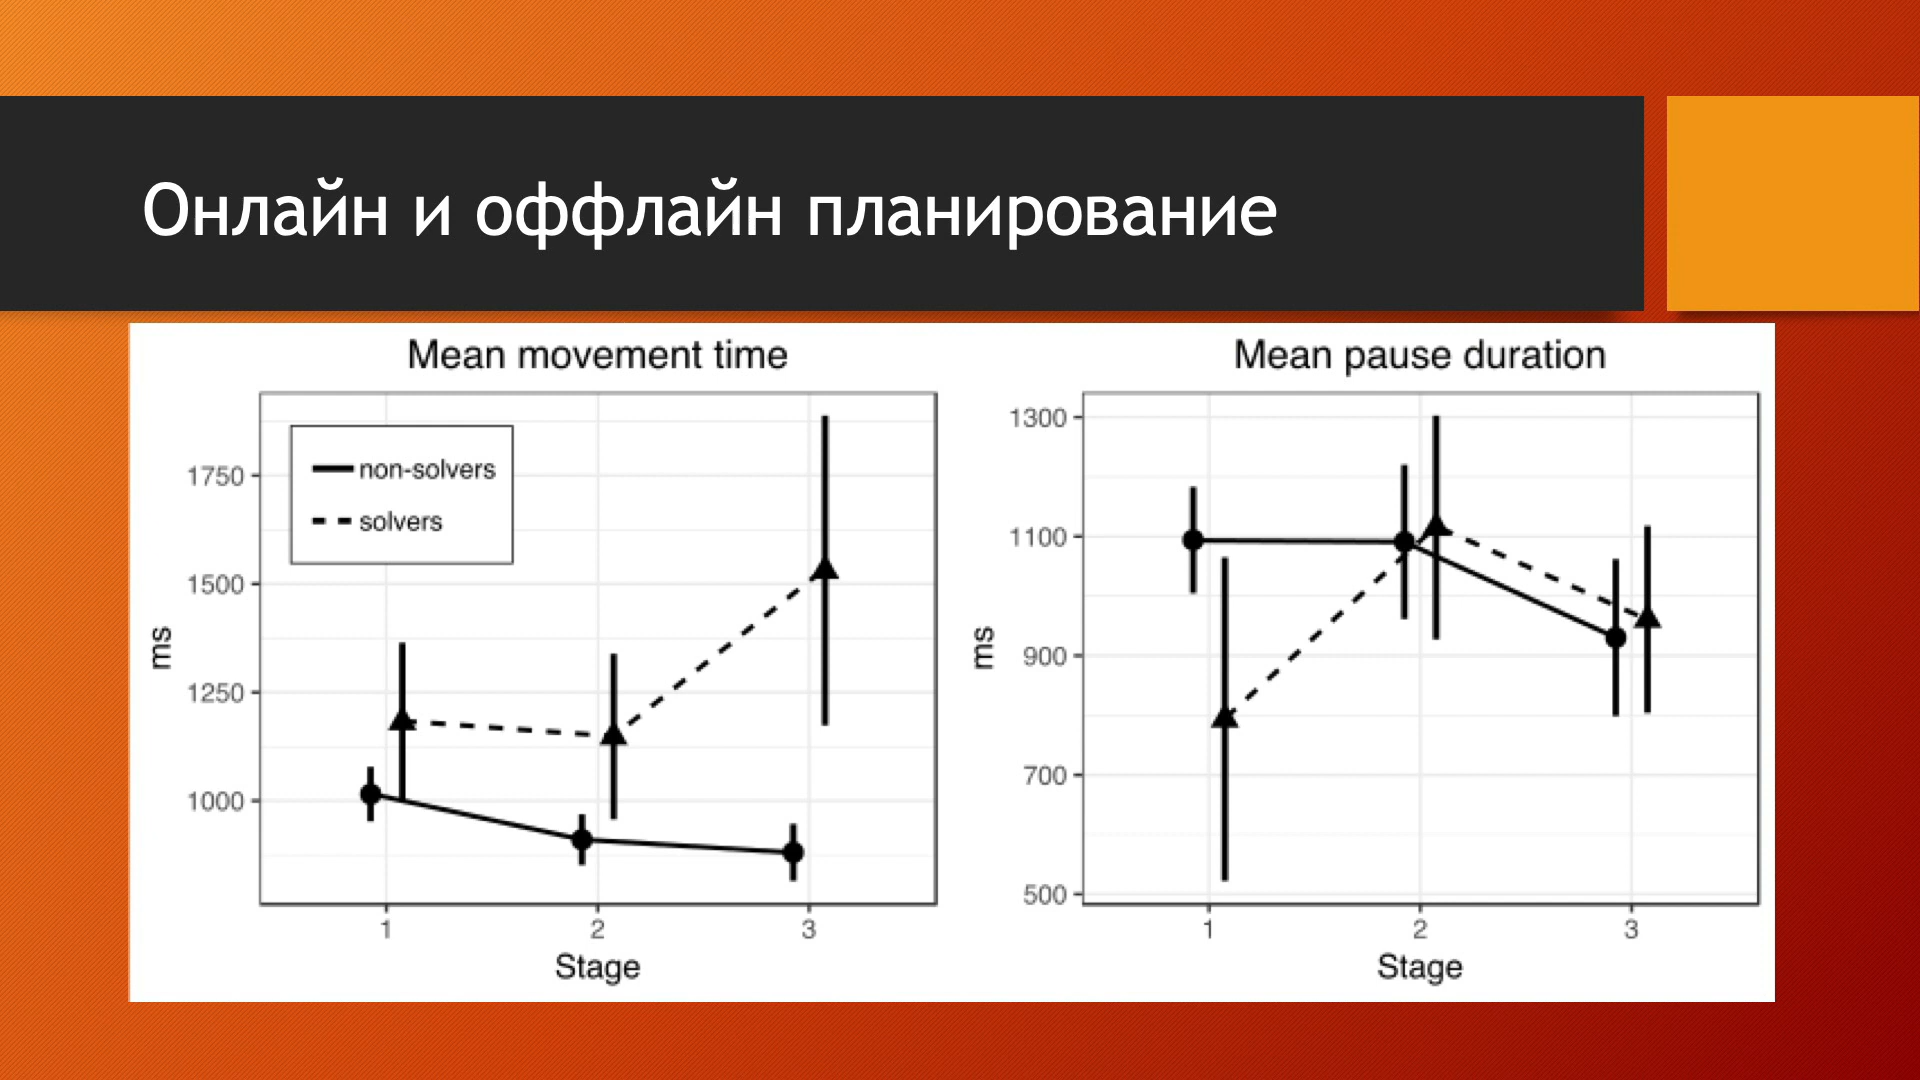 Онлайн и оффлайн планирование
Mean movement time
1750
1500
1250
1000
ms
non-solvers
solvers
1
2
3
Stage
Mean pause duration
1300
1100
900
700
500
ms
1
2
3
Stage